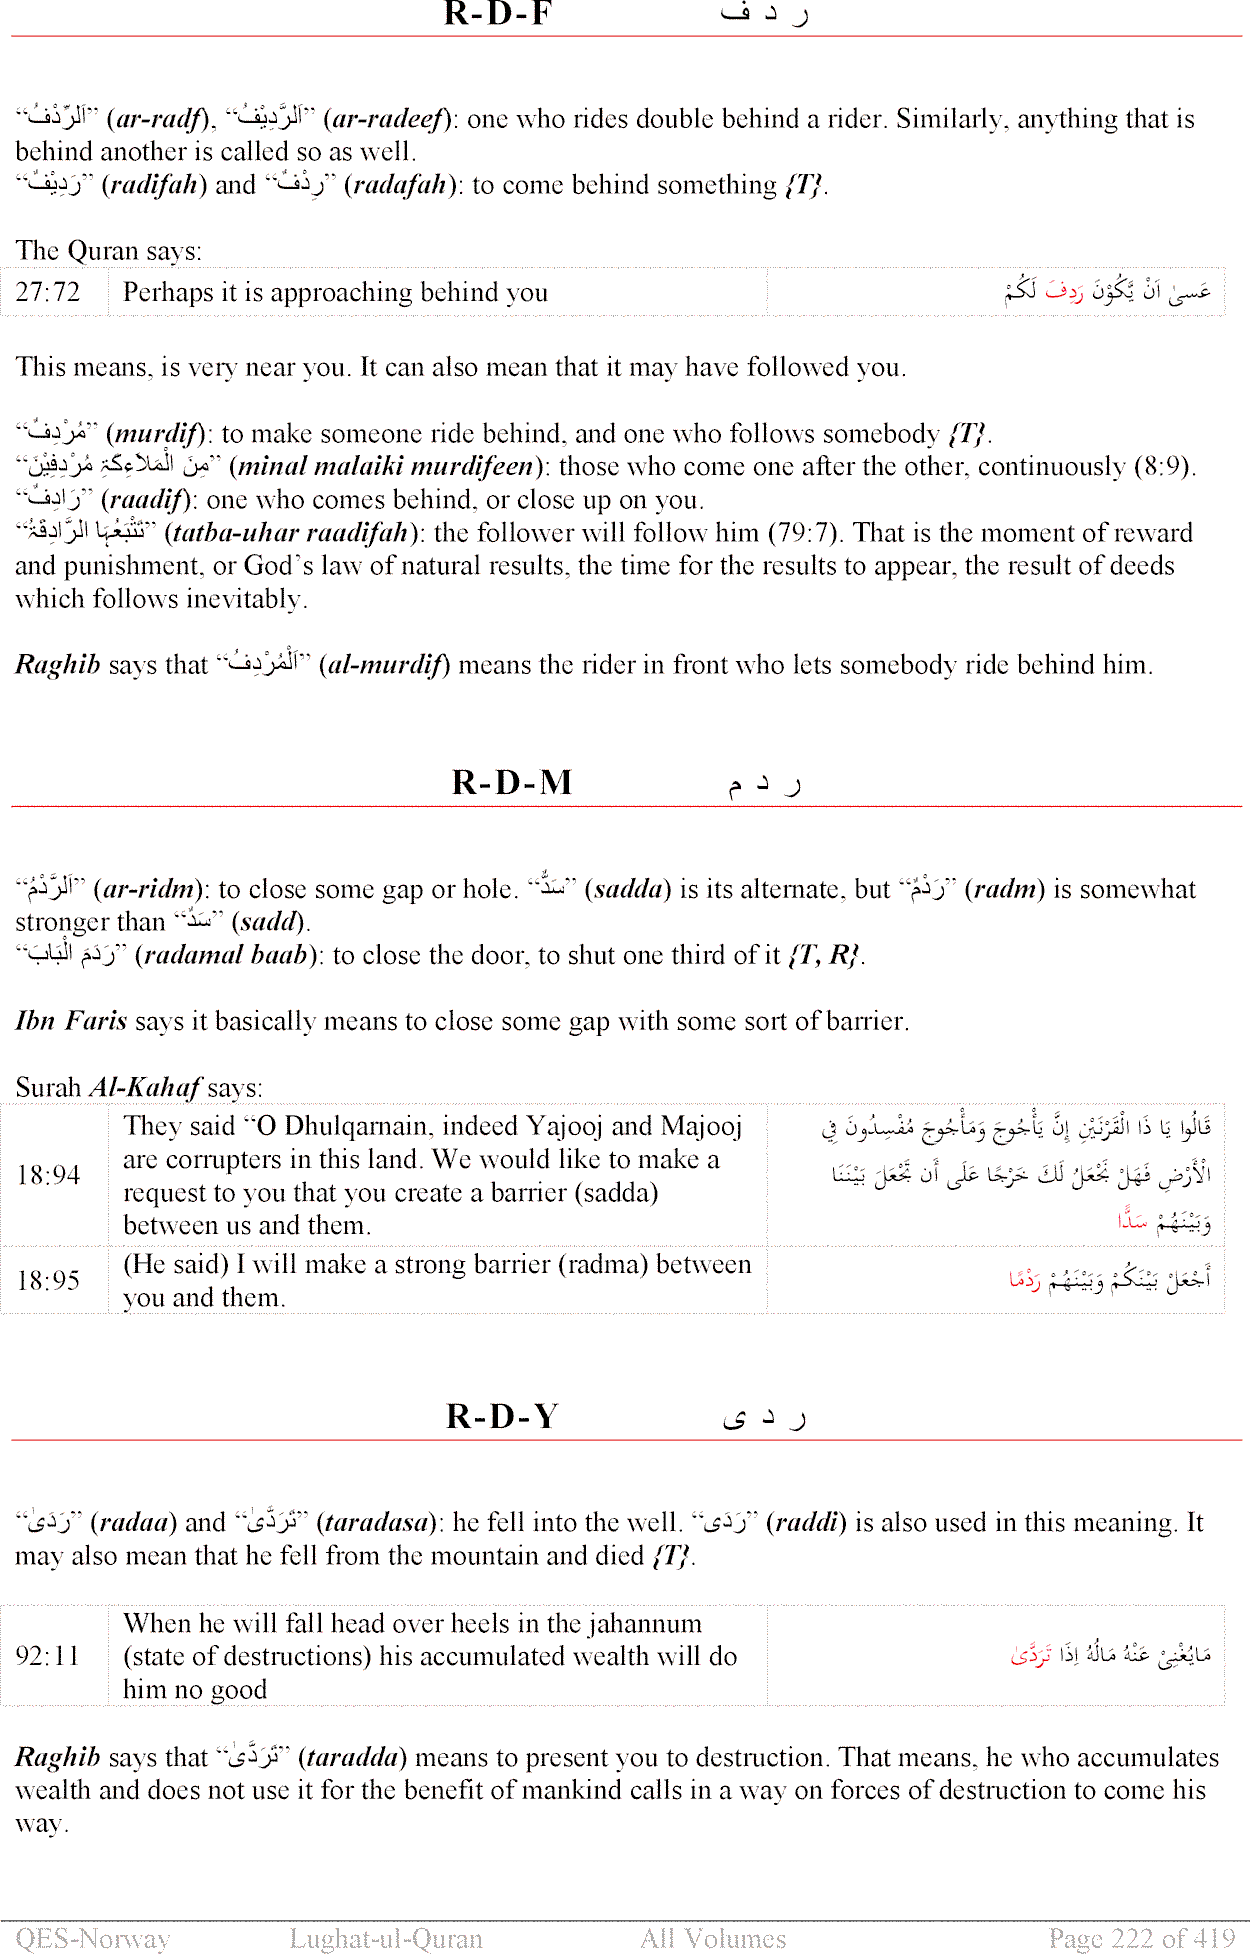 R-D-F ر د ف
“اَلرِّدْفُ” (ar-radf), “اَلرَّدِيْفُ” (ar-radeef): one who rides double behind a rider. Similarly, anything that is
behind another is called so as well.
“رَدِيْفٌ” (radifah) and “رِدْفٌ” (radafah): to come behind something {T}.
The Quran says:
27:72 Perhaps it is approaching behind you عَسىٰ اَنْ يَّكُوْنَ رَدِفَ لَكُمْ
This means, is very near you. It can also mean that it may have followed you.
“مُرْدِفٌ” (murdif): to make someone ride behind, and one who follows somebody {T}.
“مِنَ الْمَلآءِكَۃِ مُرْدِفِيْنَ” (minal malaiki murdifeen): those who come one after the other, continuously (8:9).
“رَادِفٌ” (raadif): one who comes behind, or close up on you.
“تَتْبَعُہَا الرَّادِفَۃُ” (tatba-uhar raadifah): the follower will follow him (79:7). That is the moment of reward
and punishment, or God’s law of natural results, the time for the results to appear, the result of deeds
which follows inevitably.
Raghib says that “اَلْمُرْدِفُ” (al-murdif) means the rider in front who lets somebody ride behind him.
R-D-M ر د م
“اَلرَّدْمُ” (ar-ridm): to close some gap or hole. “سَدٌّ” (sadda) is its alternate, but “رَدْمٌ” (radm) is somewhat
stronger than “سَدٌّ” (sadd).
“رَدَمَ الْبَابَ” (radamal baab): to close the door, to shut one third of it {T, R}.
Ibn Faris says it basically means to close some gap with some sort of barrier.
Surah Al-Kahaf says:
They said “O Dhulqarnain, indeed Yajooj and Majooj قَالُوا يَا ذَا الْقَرْنَيْنِ إِنَّ يَأْجُوجَ وَمَأْجُوجَ مُفْسِدُونَ فِي
are corrupters in this land. We would like to make a
18:94 request to you that you create a barrier (sadda) الْأَرْضِ فَهَلْ نَجْعَلُ لَكَ خَرْجًا عَلَى أَن تَجْعَلَ بَيْنَنَا
between us and them. وَبَيْنَهُمْ سَدًّا
18:95 (He said) I will make a strong barrier (radma) between أَجْعَلْ بَيْنَكُمْ وَبَيْنَهُمْ رَدْمًا
you and them.
R-D-Y ر د ی
“رَدَىٰ” (radaa) and “تَرَدَّىٰ” (taradasa): he fell into the well. “رَدَی” (raddi) is also used in this meaning. It
may also mean that he fell from the mountain and died {T}.
When he will fall head over heels in the jahannum
92:11 (state of destructions) his accumulated wealth will do مَايُغْنِيْ عَنْهُ مَالُهُ إِذَا تَرَدَّىٰ
him no good
Raghib says that “تَرَدَّىٰ” (taradda) means to present you to destruction. That means, he who accumulates
wealth and does not use it for the benefit of mankind calls in a way on forces of destruction to come his
way.
QES-Norway Lughat-ul-Quran All Volumes Page 222 of 419